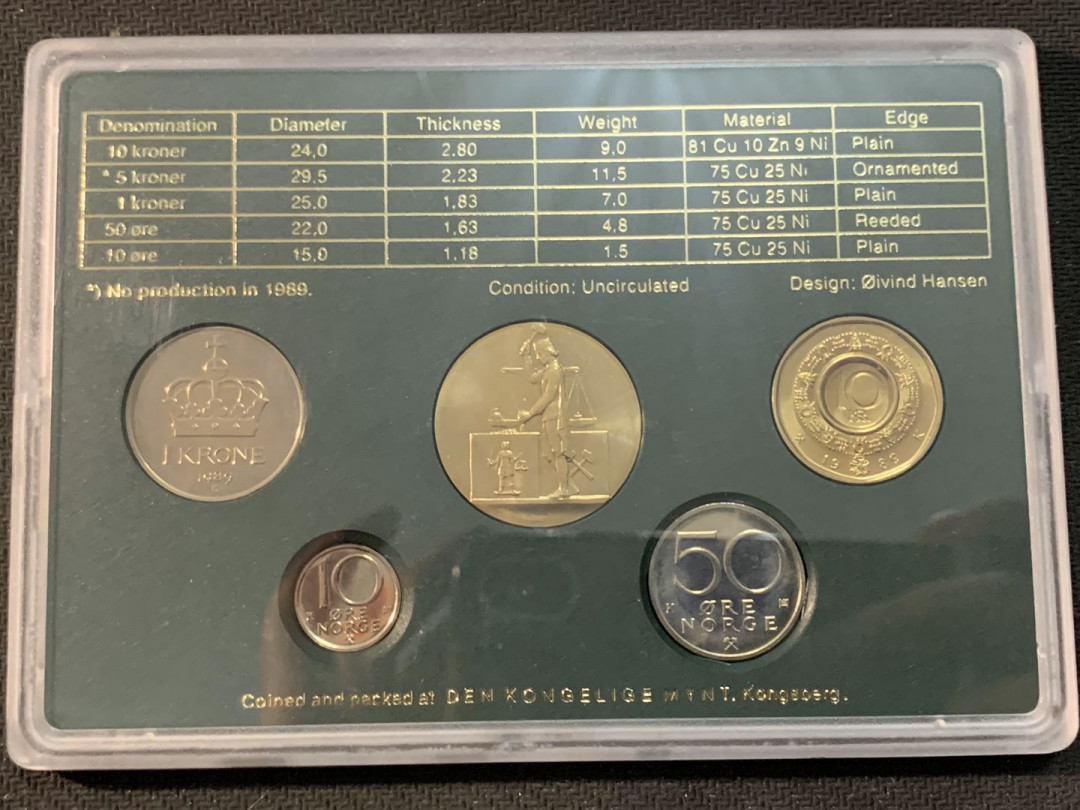 Denomination Diameter Thickness Weight Material Edge
10 kroner 24,0 2.80 9,0 81 Cu 10 Zn 9 Ni Plain
* 5 kroner 29,5 2,23 11,5 75 Cu 25 Ni Ornamented
1 kroner 25,0 1,83 7,0 75 Cu 25 Ni Plain
50 øre 22,0 1,63 4,8 75 Cu 25 Ni Reeded
10 øre 15,0 1,18 1.5 75 Cu 25 Ni Plain
*) No production in 1989. Condition: Uncirculated Design: Øivind Hansen
1 KRONE
1989
10
K
1989
10
ØRE
NORGE
50
ØRE
NORGE
Coined and packed at DEN KONGELIGE MYNT, Kongsberg.